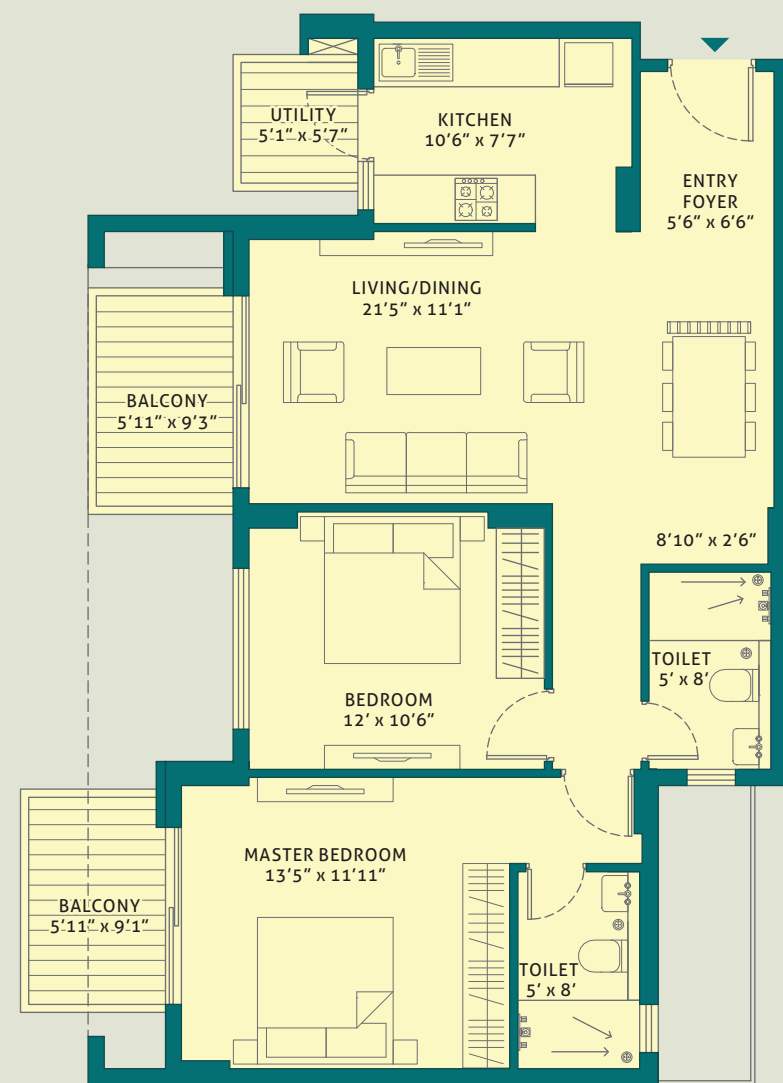 UTILITY
5'1" x 5'7"
KITCHEN
10'6" x 7'7"
ENTRY
FOYER
5'6" x 6'6"
LIVING/DINING
21'5" x 11'1"
BALCONY
5'11" x 9'3"
8'10" x 2'6"
TOILET
5' x 8'
BEDROOM
12' x 10'6"
MASTER BEDROOM
13'5" x 11'11"
BALCONY
5'11" x 9'1"
TOILET
5' x 8'